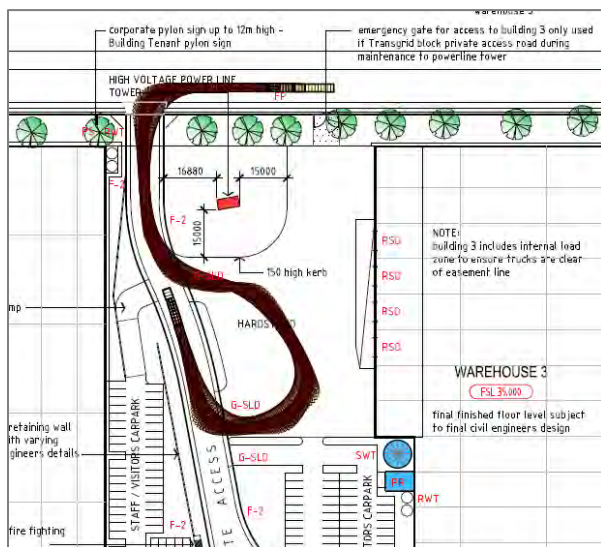 warehouse 3
corporate pylon sign up to 12m high -
Building Tenant pylon sign
emergency gate for access to building 3 only used
if Transgrid block private access road during
maintenance to powerline tower
HIGH VOLTAGE POWER LINE
TOWER
FP
PS
RWT
F-2
16880
15000
F-2
15000
G-SLD
150 high kerb
RSD
RSD
RSD
RSD
NOTE:
building 3 includes internal load
zone to ensure trucks are clear
of easement line
mp
WAREHOUSE 3
FSL 35.000
final finished floor level subject
to final civil engineers design
G-SLD
retaining wall
ith varying
gineers details
STAFF / VISITORS CARPARK
G-SLD
SWT
RWT
F-2
TE ACCESS
TORS CARPARK
F-2
fire fighting